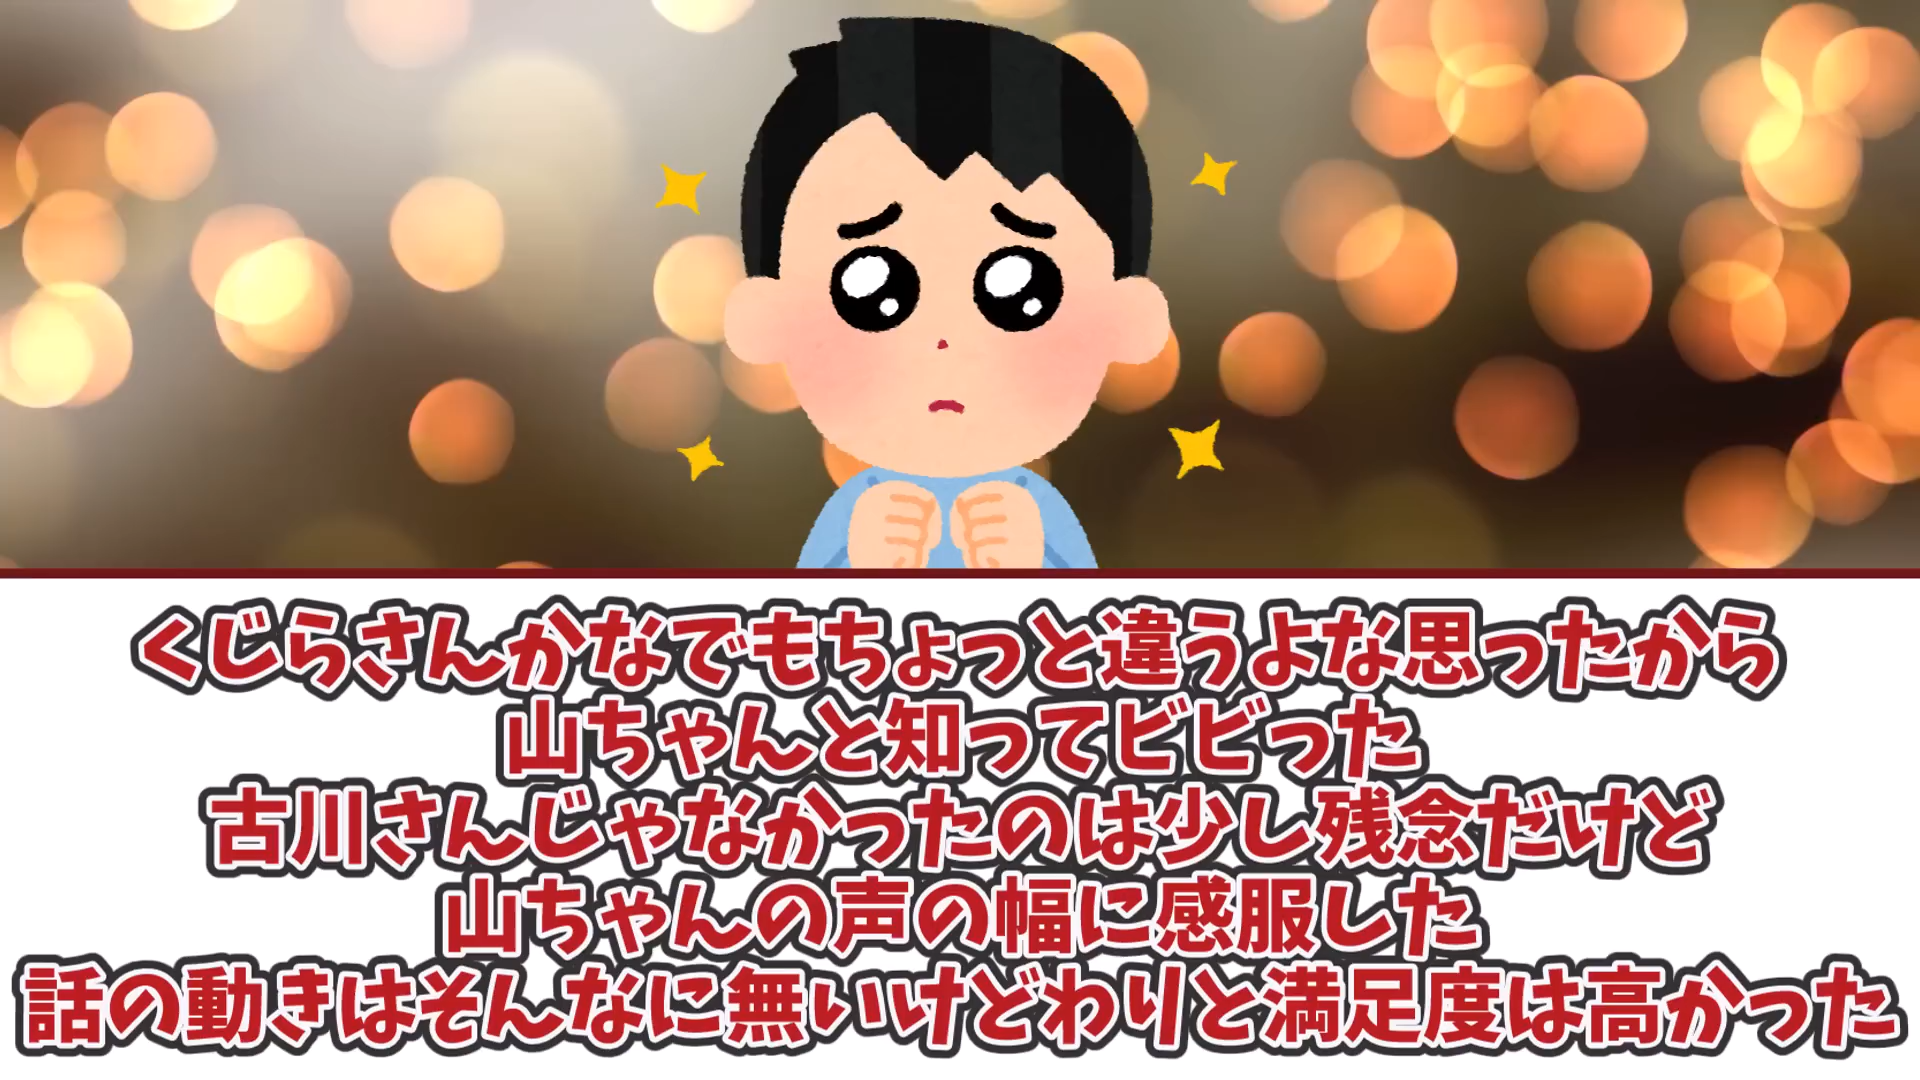 くじらさんかなでもちょっと違うよな思ったから
山ちゃんと知ってビビった
古川さんじゃなかったのは少し残念だけど
山ちゃんの声の幅に感服した
話の動きはそんなに無いけどわりと満足度は高かった